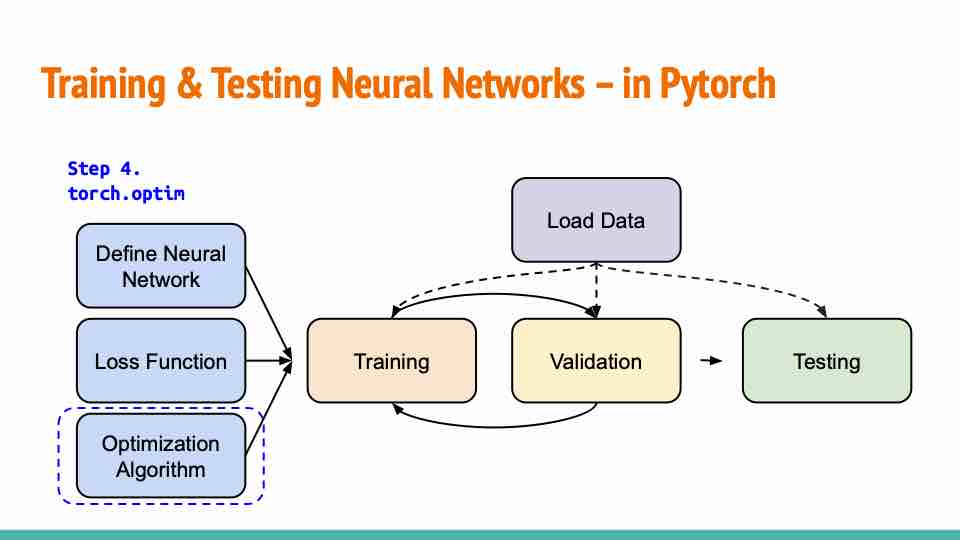 Training & Testing Neural Networks – in Pytorch
Step 4.
torch.optim
Load Data
Define Neural
Network
Loss Function
Optimization
Algorithm
Training
Validation
Testing